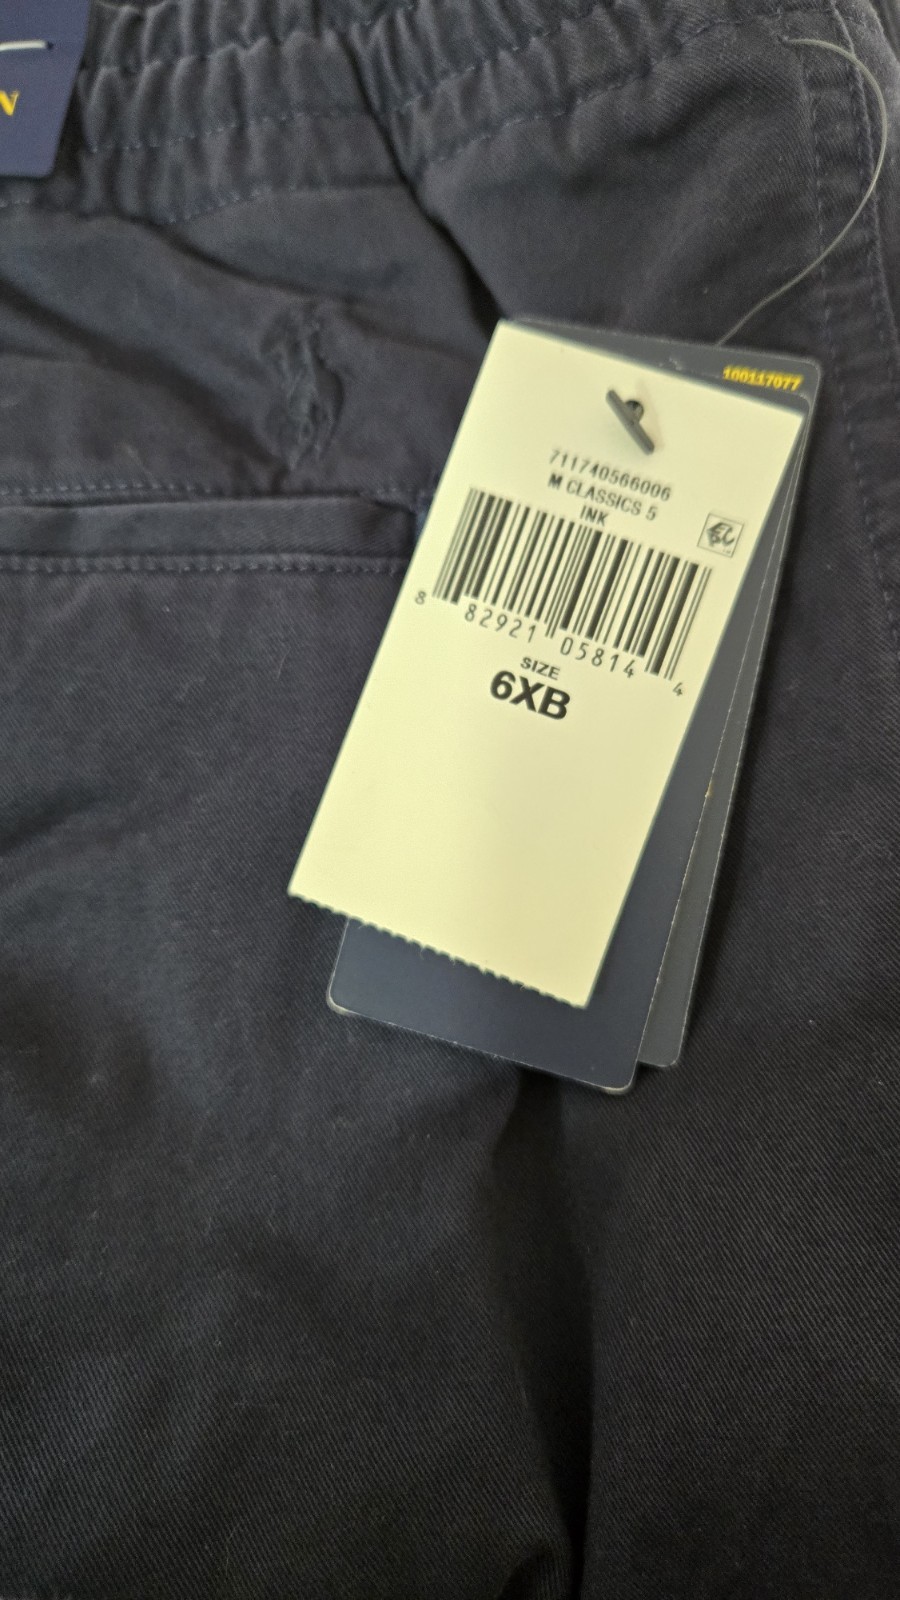 N
100117077
711740566006
M CLASSICS 5
INK
8 82921 05814 4
SIZE
6XB